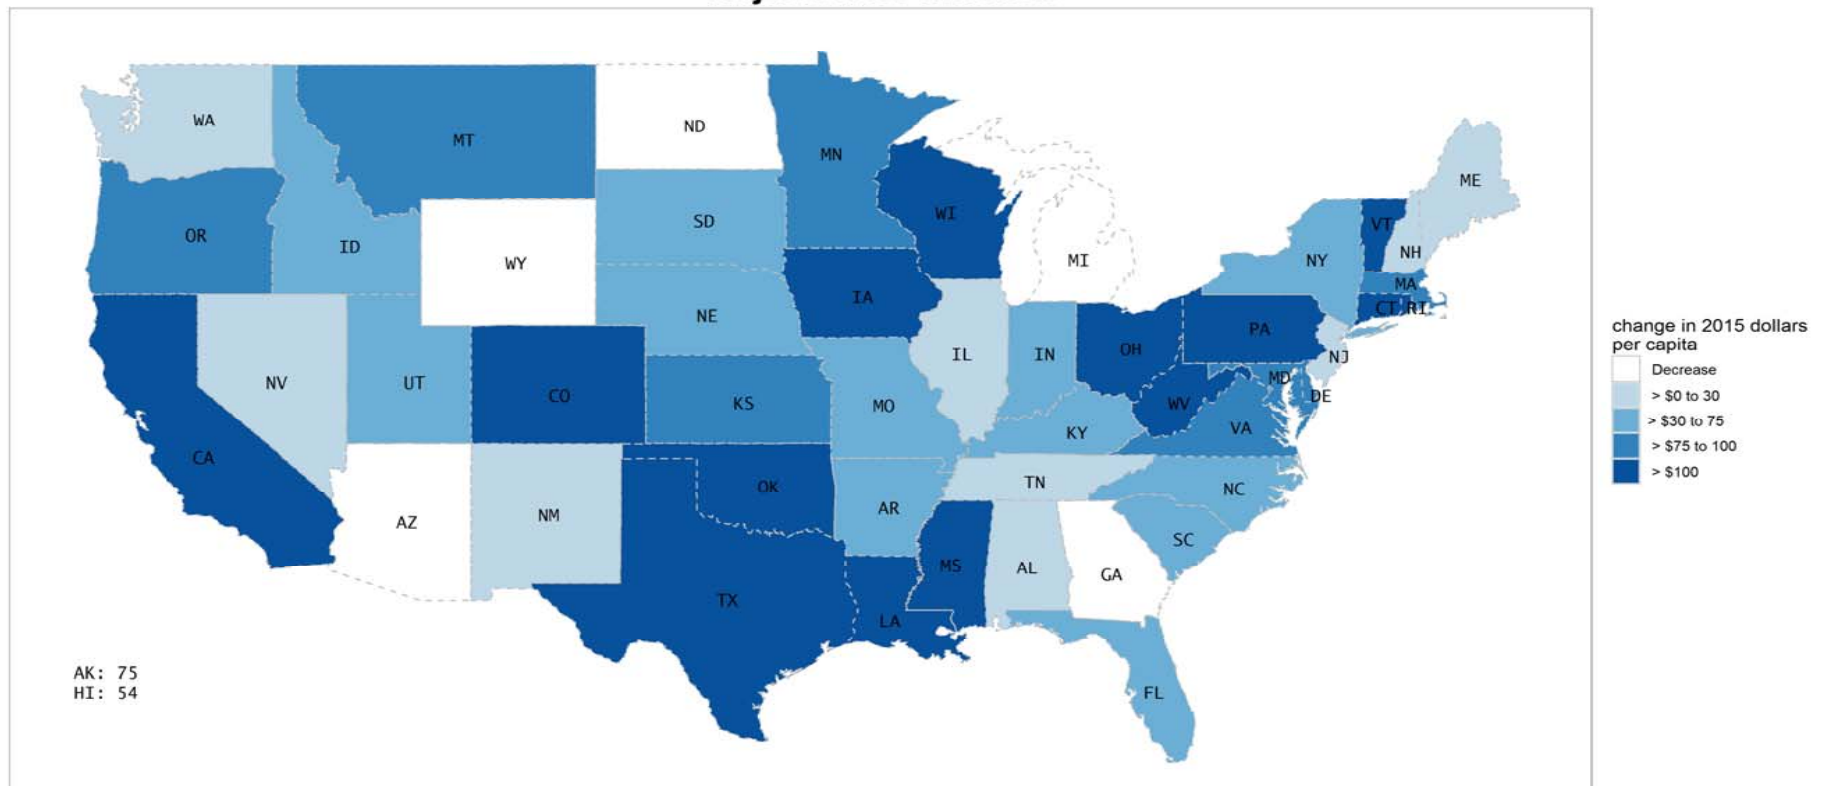 WA
MT
ND
MN
ME
WI
SD
OR
ID
VT
NH
WY
MI
NY
MA
IA
CT RI
NE
PA
change in 2015 dollars
per capita
OH
IL
IN
NJ
Decrease
NV
UT
MD
CO
DE
> $0 to 30
KS
WV
MO
> $30 to 75
VA
KY
> $75 to 100
CA
> $100
TN
OK
NC
AR
NM
AZ
SC
MS
AL
GA
TX
LA
AK: 75
HI: 54
FL